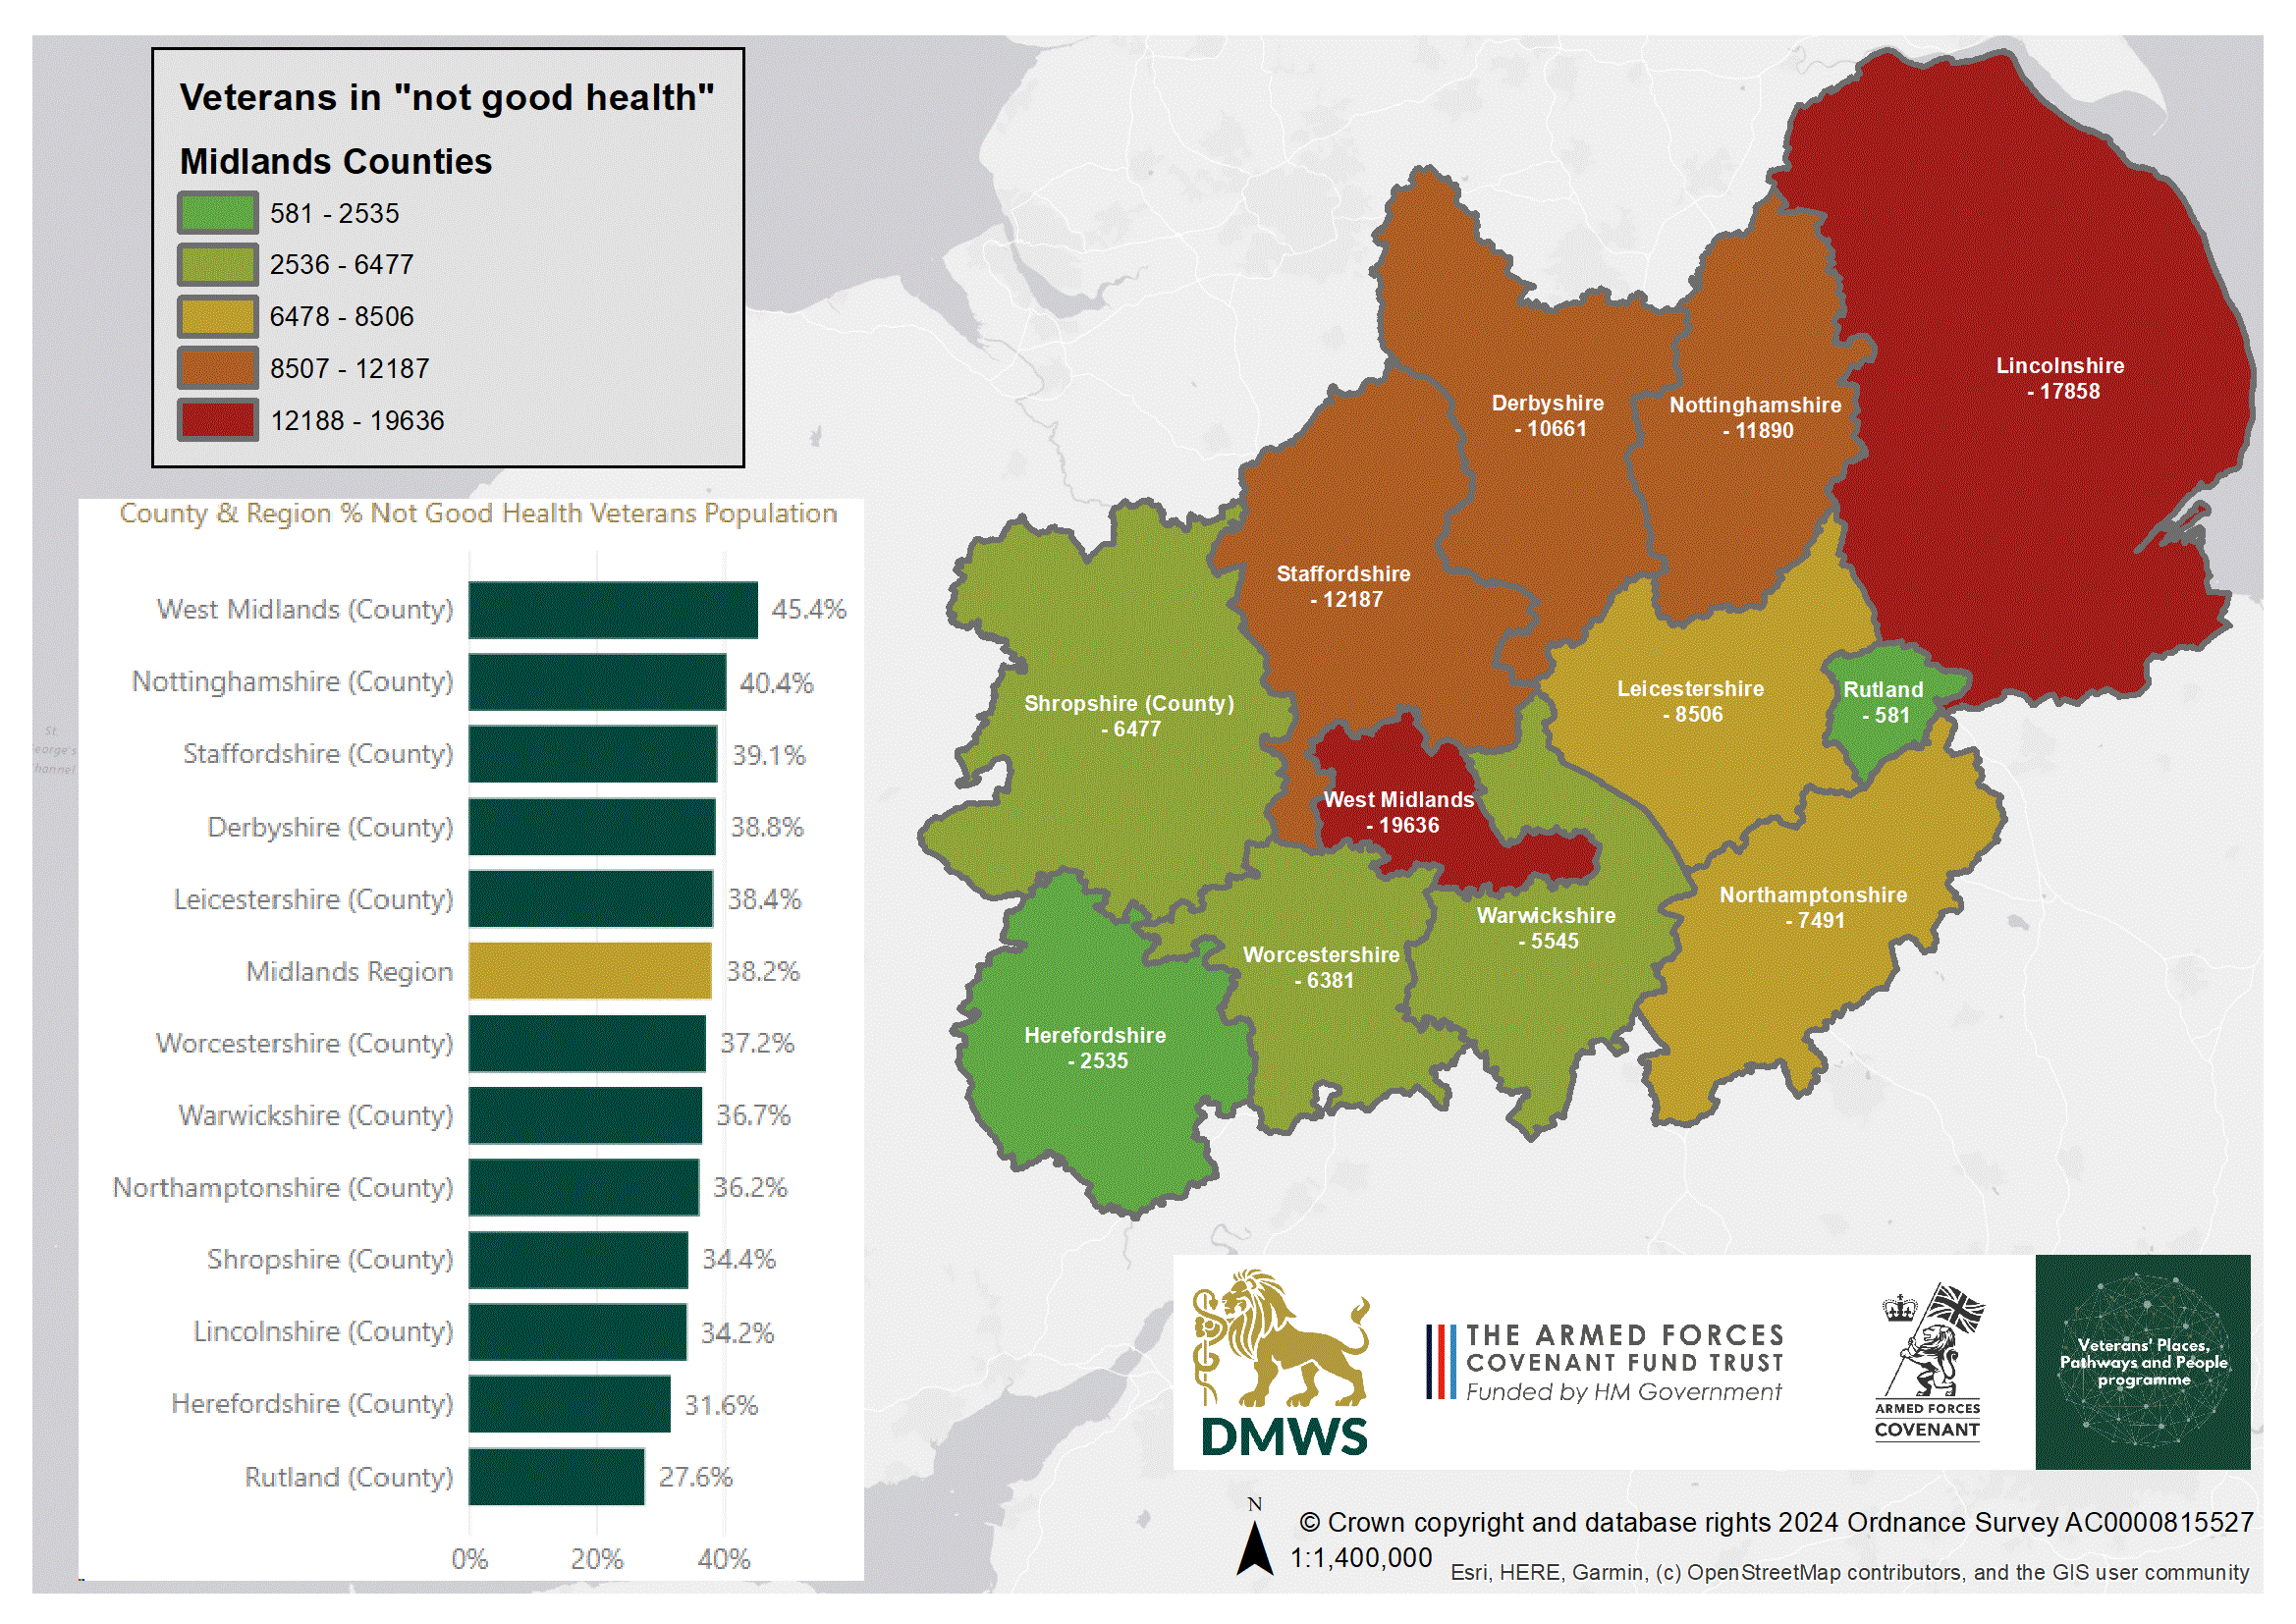 Veterans in "not good health"
Midlands Counties
581 - 2535
2536 - 6477
6478 - 8506
8507 - 12187
12188 - 19636
County & Region % Not Good Health Veterans Population
West Midlands (County) 45.4%
Nottinghamshire (County) 40.4%
Staffordshire (County) 39.1%
Derbyshire (County) 38.8%
Leicestershire (County) 38.4%
Midlands Region 38.2%
Worcestershire (County) 37.2%
Warwickshire (County) 36.7%
Northamptonshire (County) 36.2%
Shropshire (County) 34.4%
Lincolnshire (County) 34.2%
Herefordshire (County) 31.6%
Rutland (County) 27.6%
0% 20% 40%
St.
George's
Channel
Lincolnshire
- 17858
Derbyshire
- 10661
Nottinghamshire
- 11890
Staffordshire
- 12187
Shropshire (County)
- 6477
Leicestershire
- 8506
Rutland
- 581
West Midlands
- 19636
Northamptonshire
- 7491
Warwickshire
- 5545
Worcestershire
- 6381
Herefordshire
- 2535
DMWS
THE ARMED FORCES
COVENANT FUND TRUST
Funded by HM Government
ARMED FORCES
COVENANT
Veterans' Places,
Pathways and People
programme
N
© Crown copyright and database rights 2024 Ordnance Survey AC0000815527
1:1,400,000
Esri, HERE, Garmin, (c) OpenStreetMap contributors, and the GIS user community